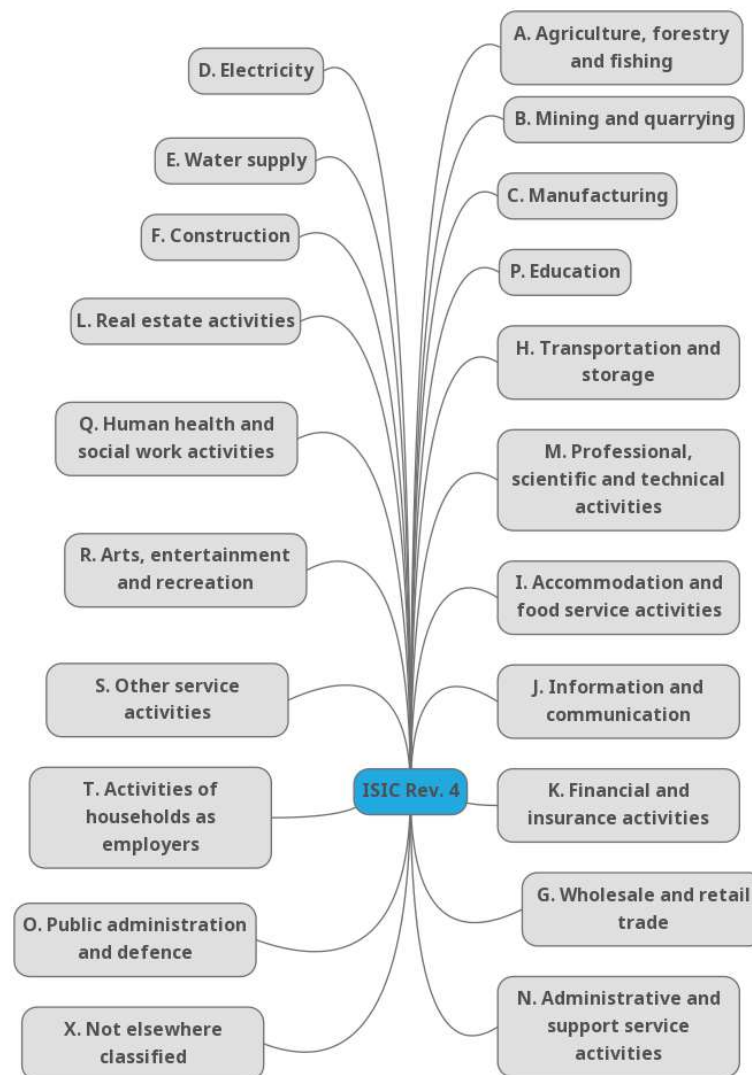 D. Electricity
E. Water supply
F. Construction
L. Real estate activities
Q. Human health and
social work activities
R. Arts, entertainment
and recreation
S. Other service
activities
T. Activities of
households as
employers
O. Public administration
and defence
X. Not elsewhere
classified
ISIC Rev. 4
A. Agriculture, forestry
and fishing
B. Mining and quarrying
C. Manufacturing
P. Education
H. Transportation and
storage
M. Professional,
scientific and technical
activities
I. Accommodation and
food service activities
J. Information and
communication
K. Financial and
insurance activities
G. Wholesale and retail
trade
N. Administrative and
support service
activities